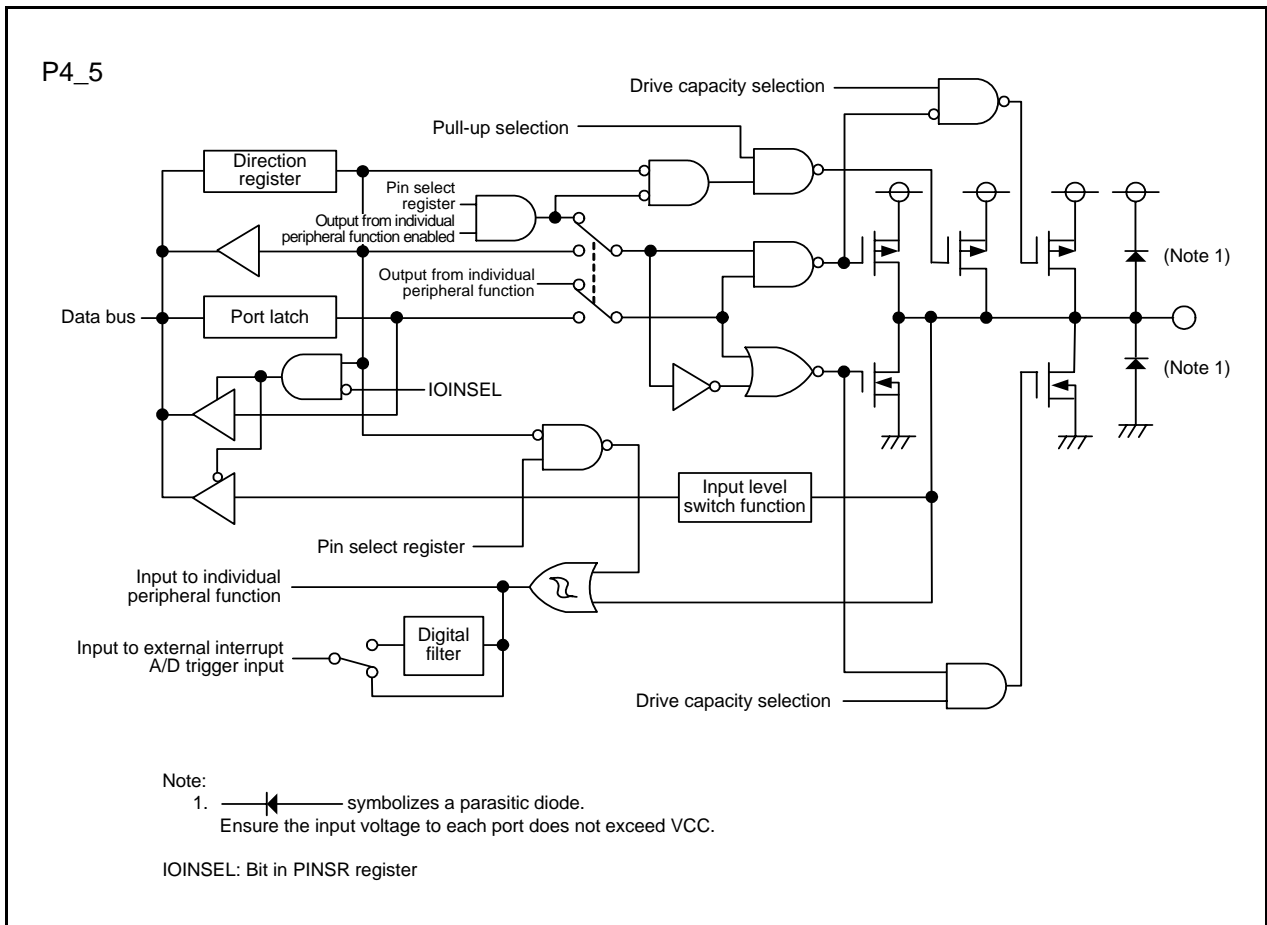 P4_5
Drive capacity selection
Pull-up selection
Direction
register
Pin select
register
Output from individual
peripheral function enabled
(Note 1)
Output from individual
peripheral function
Data bus
Port latch
(Note 1)
IOINSEL
Input level
switch function
Pin select register
Input to individual
peripheral function
Digital
filter
Input to external interrupt
A/D trigger input
Drive capacity selection
Note:
1. symbolizes a parasitic diode.
Ensure the input voltage to each port does not exceed VCC.
IOINSEL: Bit in PINSR register